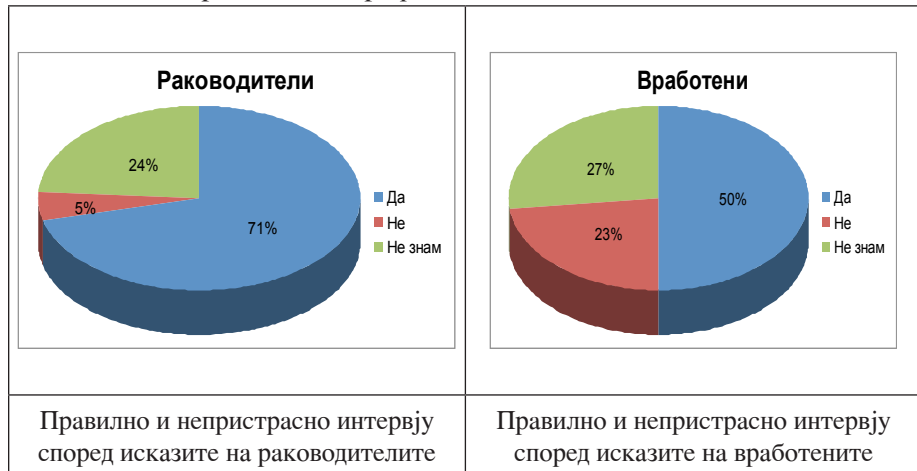 Раководители
24%
5%
71%
Да
Не
Не знам
Вработени
27%
50%
23%
Да
Не
Не знам
Правилно и непристрасно интервју
според исказите на раководителите
Правилно и непристрасно интервју
според исказите на вработените